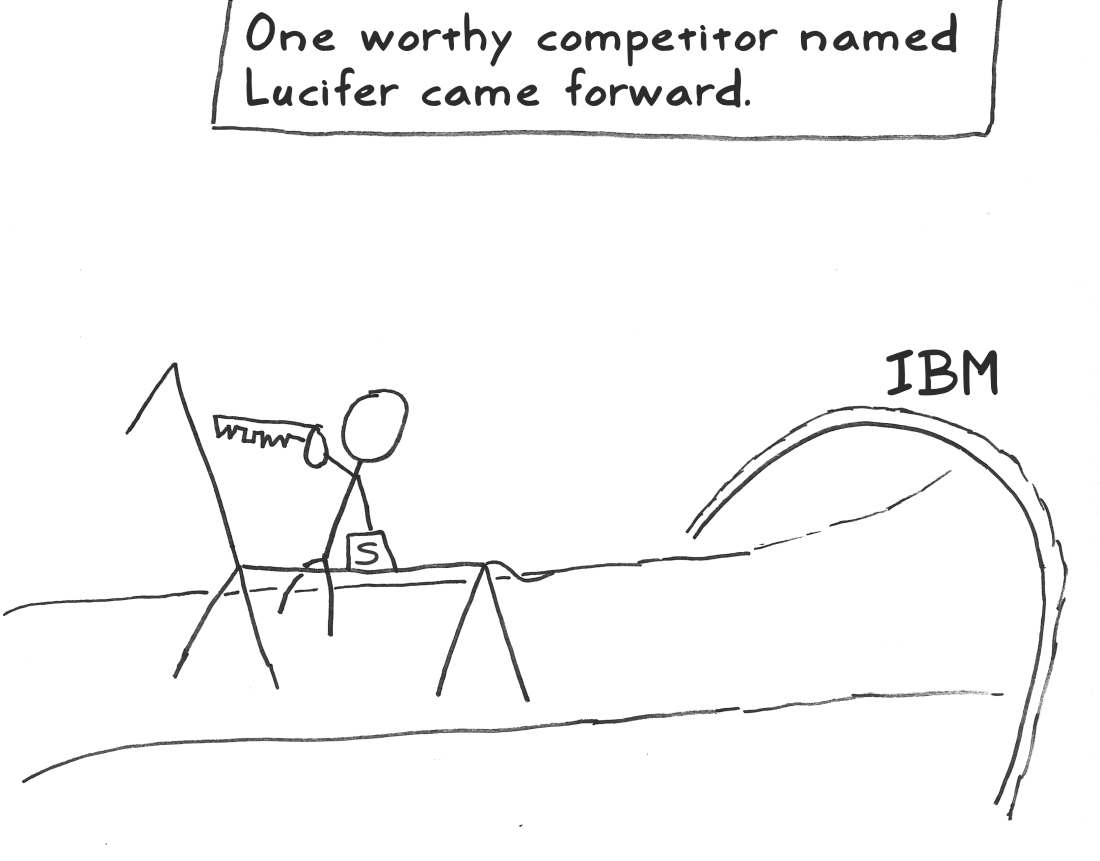 One worthy competitor named
Lucifer came forward.
IBM
S